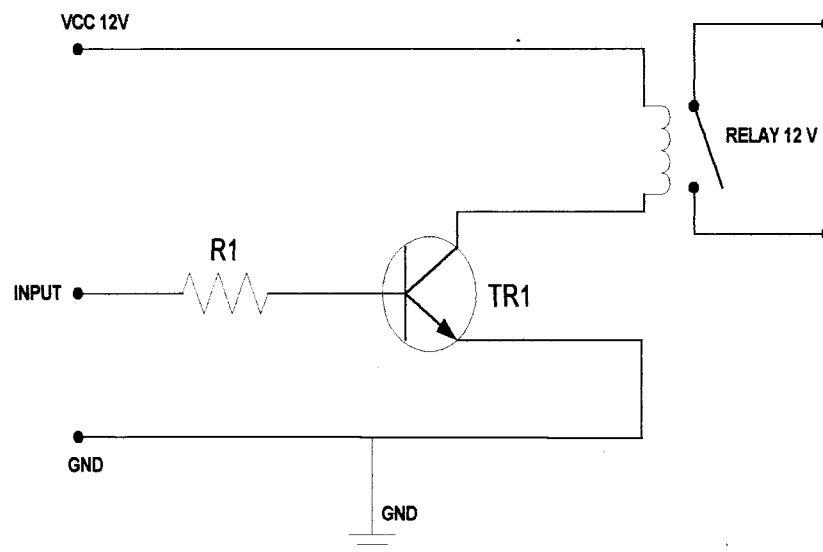 VCC 12V
RELAY 12 V
R1
INPUT
TR1
GND
GND